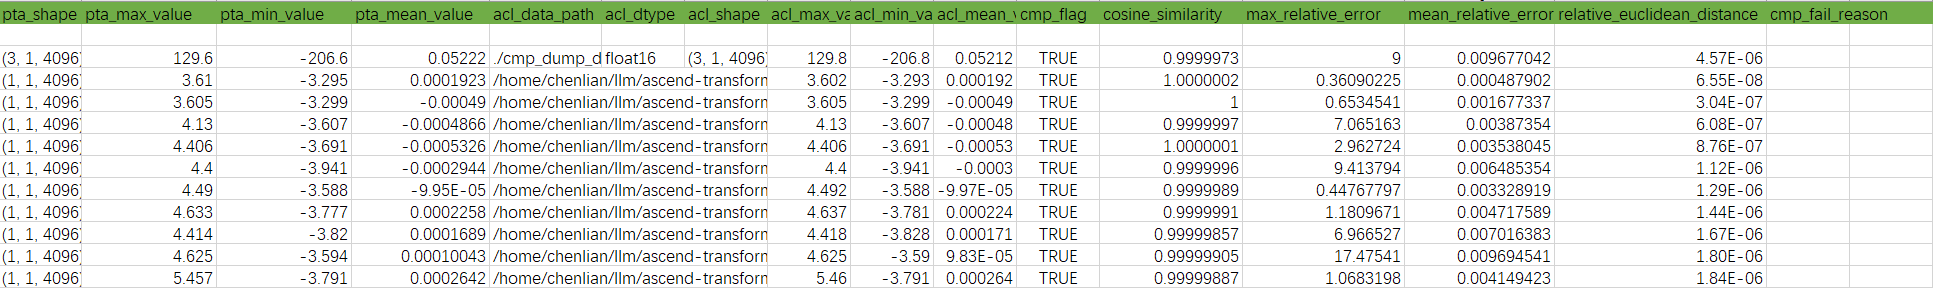 pta_shape pta_max_value pta_min_value pta_mean_value acl_data_path acl_dtype acl_shape acl_max_va acl_min_va acl_mean_v cmp_flag cosine_similarity max_relative_error mean_relative_error relative_euclidean_distance cmp_fail_reason
(3, 1, 4096) 129.6 -206.6 0.05222 ./cmp_dump_d float16 (3, 1, 4096) 129.8 -206.8 0.05212 TRUE 0.9999973 9 0.009677042 4.57E-06
(1, 1, 4096) 3.61 -3.295 0.0001923 /home/chenlian/llm/ascend-transforn 3.602 -3.293 0.000192 TRUE 1.0000002 0.36090225 0.000487902 6.55E-08
(1, 1, 4096) 3.605 -3.299 -0.00049 /home/chenlian/llm/ascend-transforn 3.605 -3.299 -0.00049 TRUE 1 0.6534541 0.001677337 3.04E-07
(1, 1, 4096) 4.13 -3.607 -0.0004866 /home/chenlian/llm/ascend-transforn 4.13 -3.607 -0.00048 TRUE 0.9999997 7.065163 0.00387354 6.08E-07
(1, 1, 4096) 4.406 -3.691 -0.0005326 /home/chenlian/llm/ascend-transforn 4.406 -3.691 -0.00053 TRUE 1.0000001 2.962724 0.003538045 8.76E-07
(1, 1, 4096) 4.4 -3.941 -0.0002944 /home/chenlian/llm/ascend-transforn 4.4 -3.941 -0.0003 TRUE 0.9999996 9.413794 0.006485354 1.12E-06
(1, 1, 4096) 4.49 -3.588 -9.95E-05 /home/chenlian/llm/ascend-transforn 4.492 -3.588 -9.97E-05 TRUE 0.9999989 0.44767797 0.003328919 1.29E-06
(1, 1, 4096) 4.633 -3.777 0.0002258 /home/chenlian/llm/ascend-transforn 4.637 -3.781 0.000224 TRUE 0.9999991 1.1809671 0.004717589 1.44E-06
(1, 1, 4096) 4.414 -3.82 0.0001689 /home/chenlian/llm/ascend-transforn 4.418 -3.828 0.000171 TRUE 0.99999857 6.966527 0.007016383 1.67E-06
(1, 1, 4096) 4.625 -3.594 0.00010043 /home/chenlian/llm/ascend-transforn 4.625 -3.59 9.83E-05 TRUE 0.99999905 17.47541 0.009694541 1.80E-06
(1, 1, 4096) 5.457 -3.791 0.0002642 /home/chenlian/llm/ascend-transforn 5.46 -3.791 0.000264 TRUE 0.99999887 1.0683198 0.004149423 1.84E-06